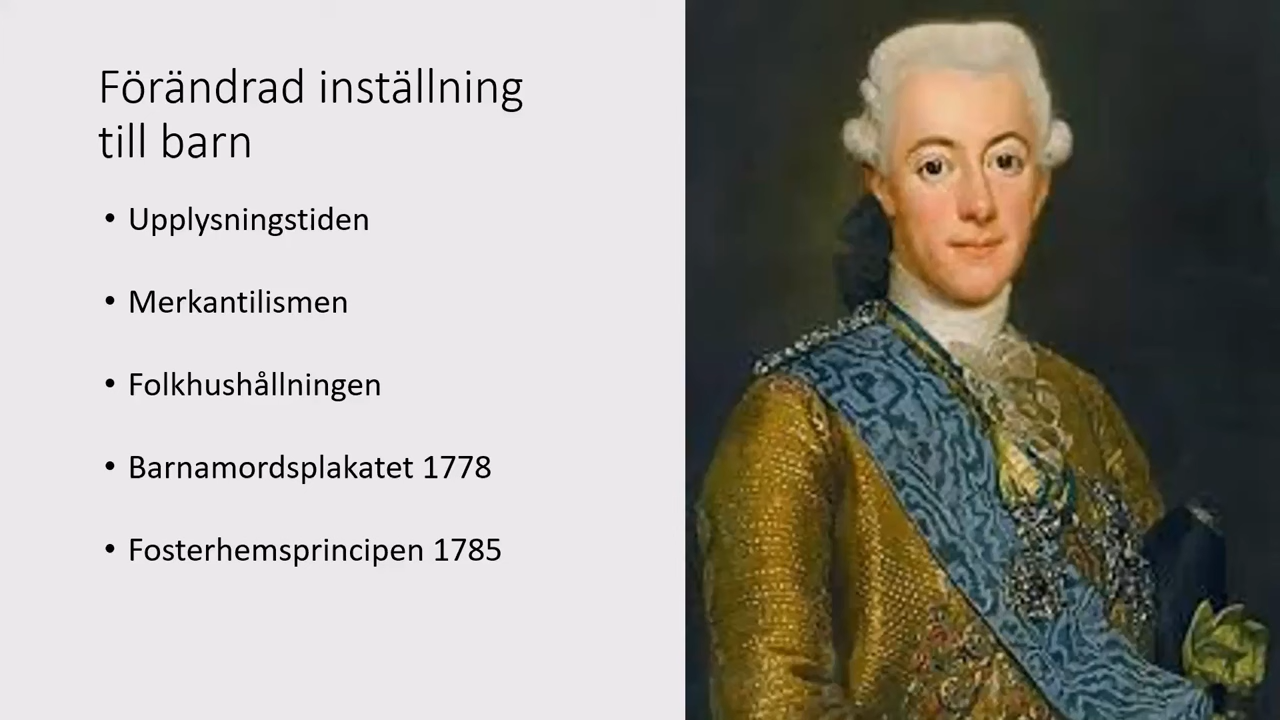 Förändrad inställning
till barn
• Upplysningstiden
• Merkantilismen
• Folkhushållningen
• Barnamordsplakatet 1778
• Fosterhemsprincipen 1785